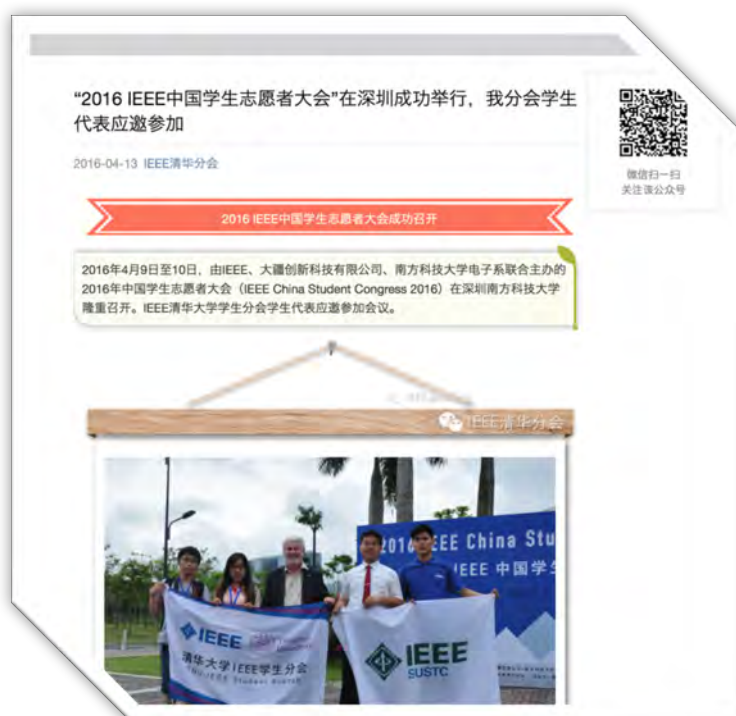 “2016 IEEE中国学生志愿者大会”在深圳成功举行，我分会学生
代表应邀参加
2016-04-13 IEEE清华分会
微信扫一扫
关注该公众号
2016 IEEE中国学生志愿者大会成功召开
2016年4月9日至10日，由IEEE、大疆创新科技有限公司、南方科技大学电子系联合主办的
2016年中国学生志愿者大会（IEEE China Student Congress 2016）在深圳南方科技大学
隆重召开。IEEE清华大学学生分会学生代表应邀参加会议。
IEEE清华分会
2016 IEEE China Stu
IEEE 中国学生
IEEE
清华大学IEEE学生分会
IEEE
SUSTC